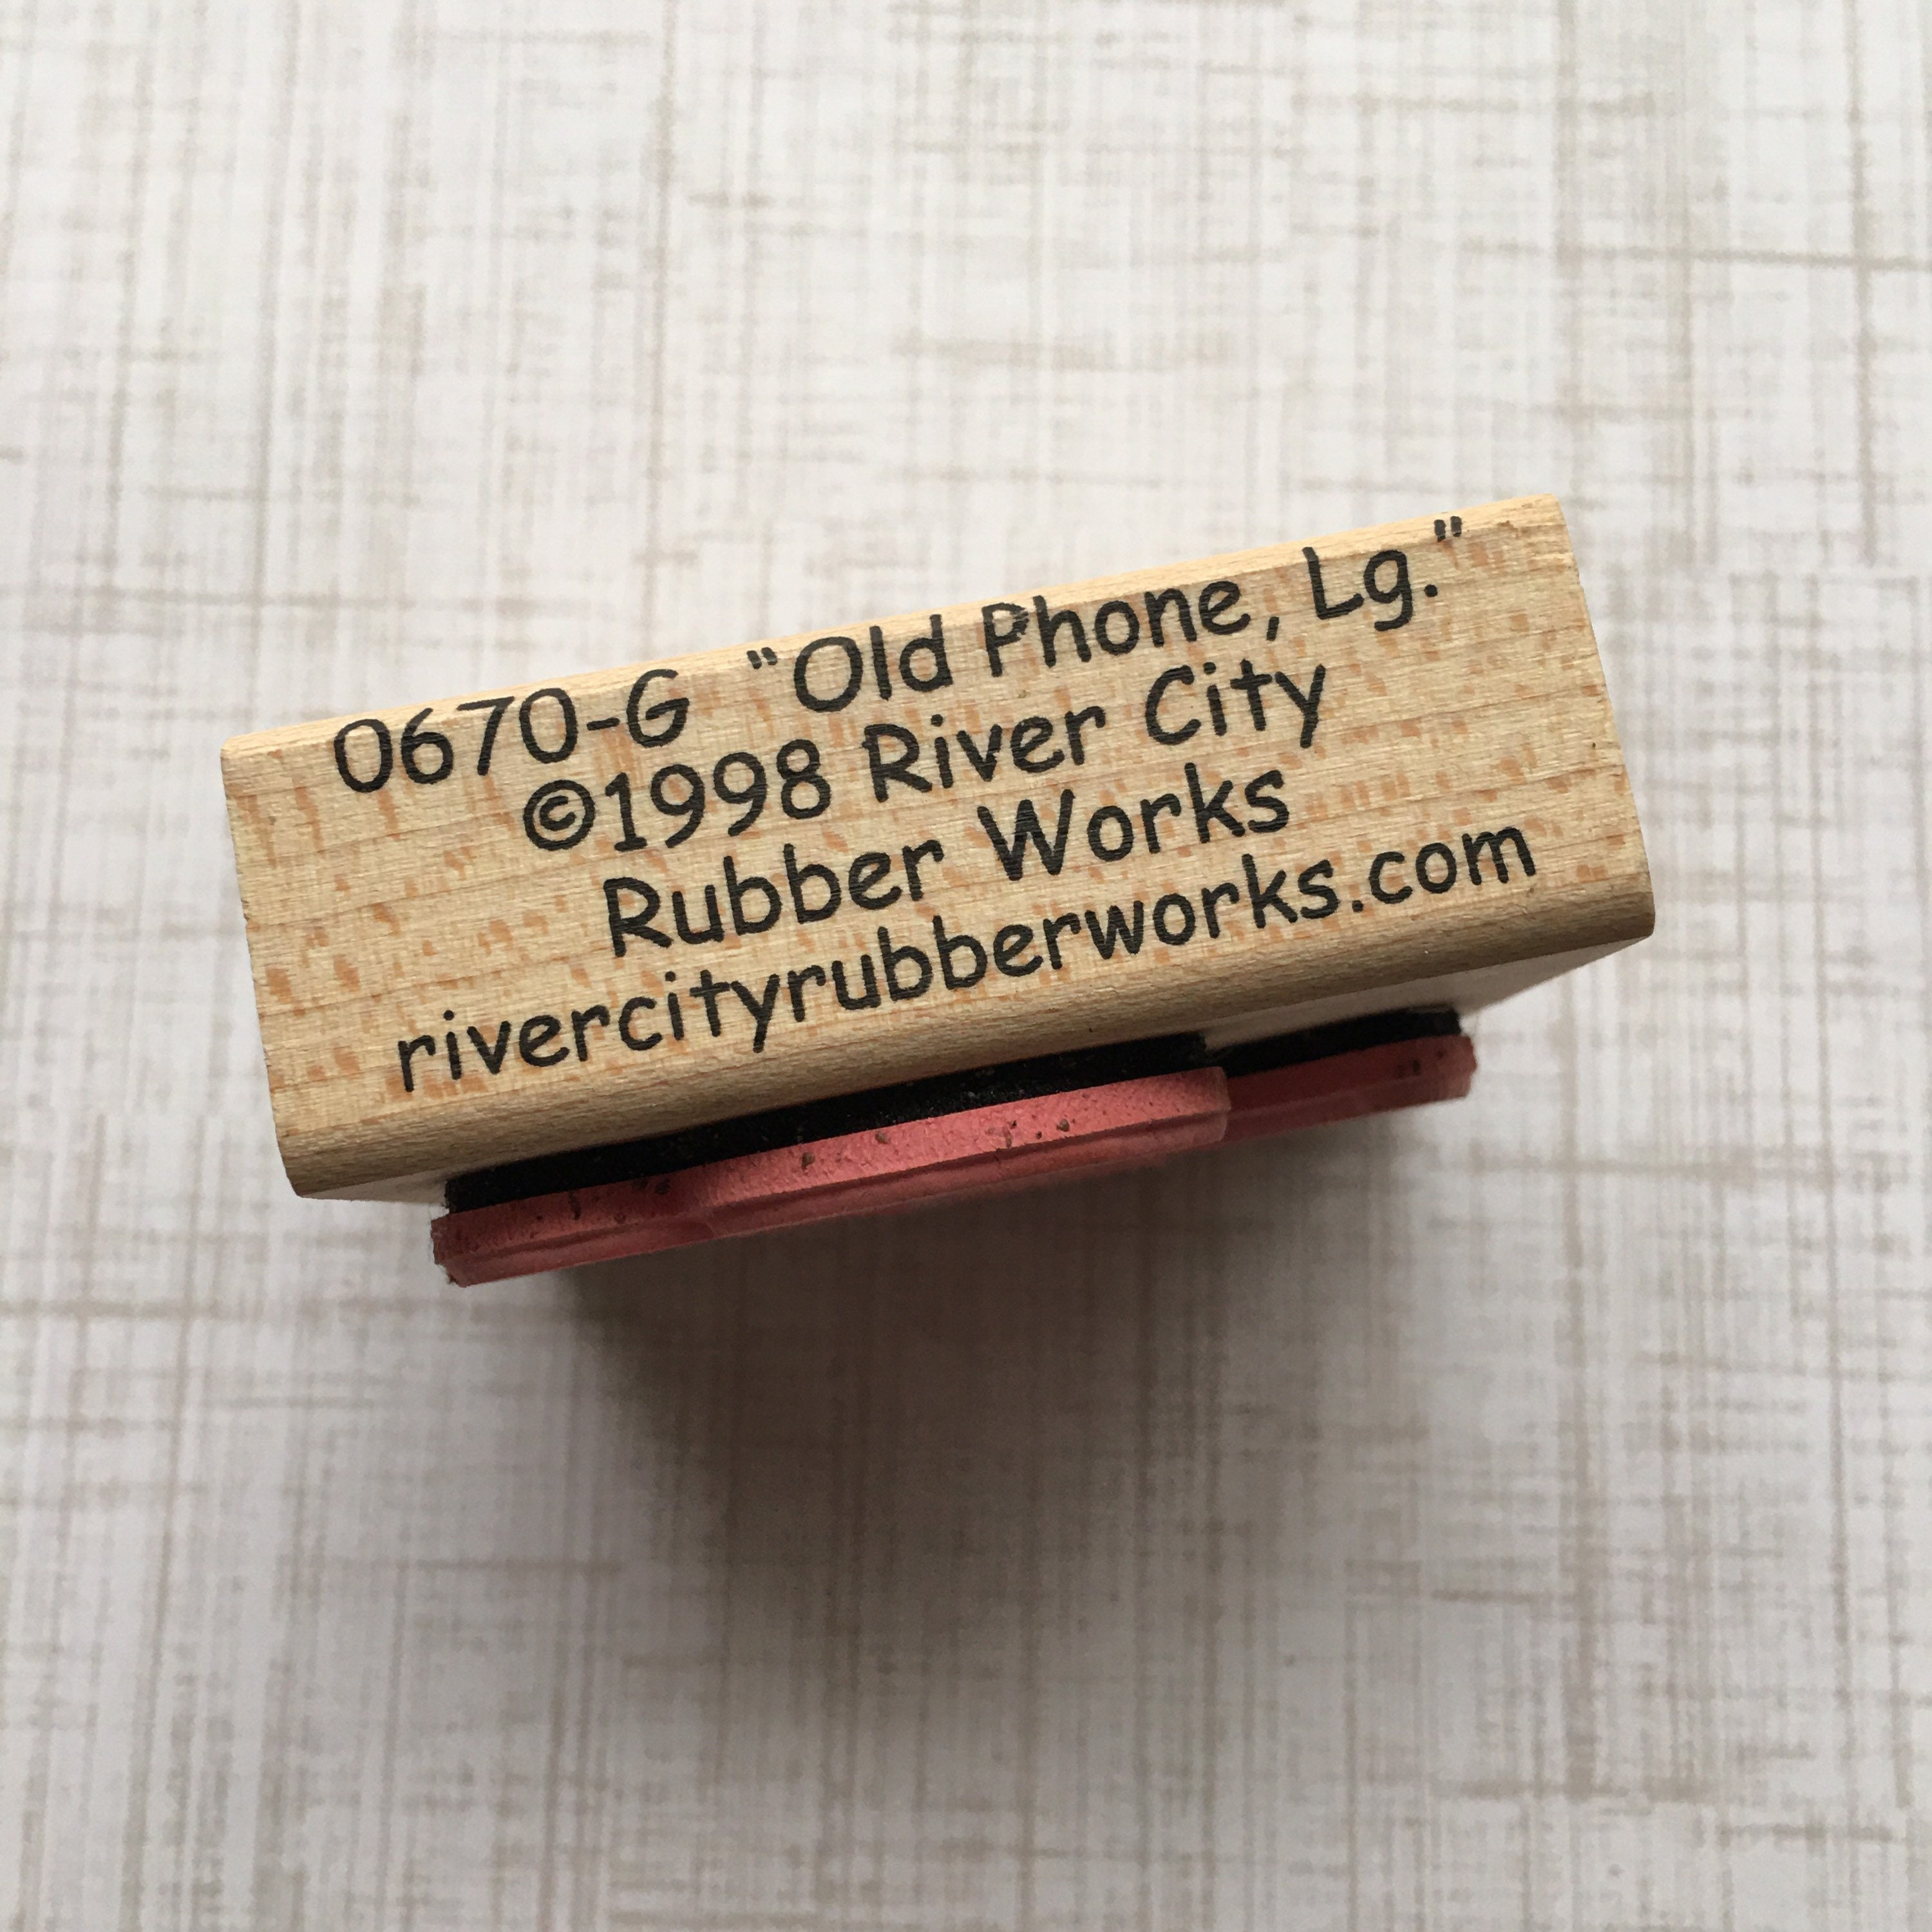 0670-G "Old Phone, Lg."
©1998 River City
Rubber Works
rivercityrubberworks.com